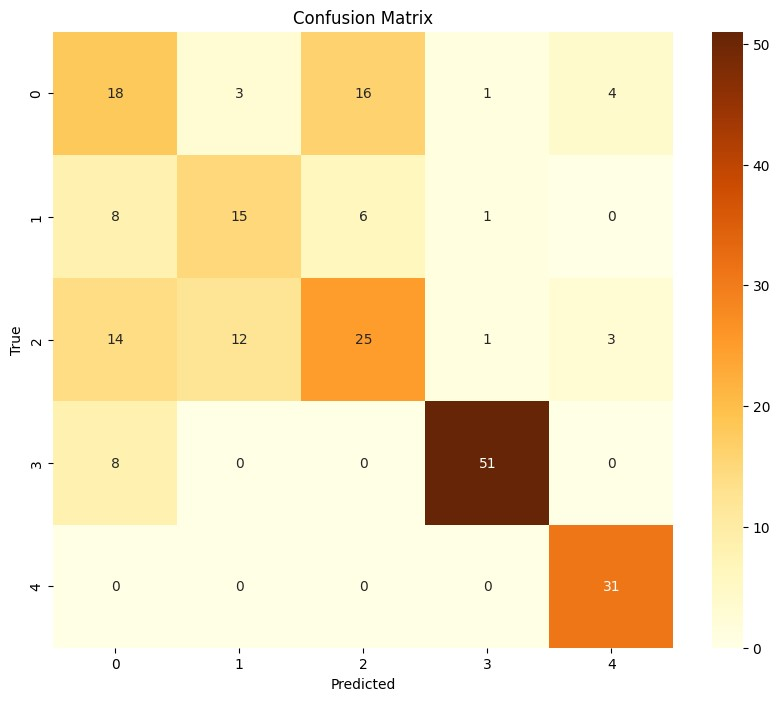 Confusion Matrix
0 18 3 16 1 4
1 8 15 6 1 0
2 14 12 25 1 3
3 8 0 0 51 0
4 0 0 0 0 31
0 1 2 3 4
Predicted
True
50
40
30
20
10
0